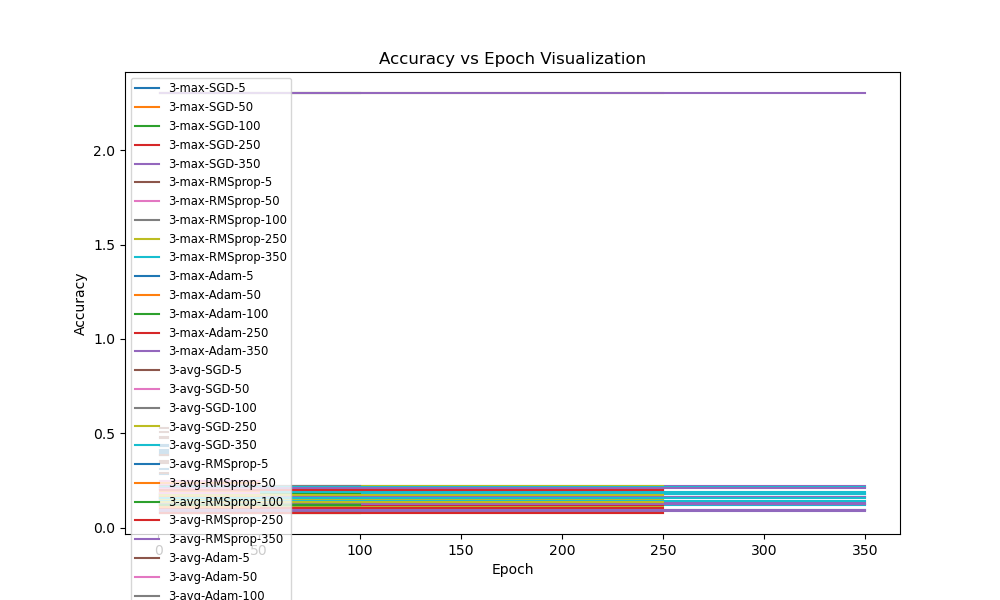 Accuracy vs Epoch Visualization
Accuracy
2.0
1.5
1.0
0.5
0.0
3-max-SGD-5
3-max-SGD-50
3-max-SGD-100
3-max-SGD-250
3-max-SGD-350
3-max-RMSprop-5
3-max-RMSprop-50
3-max-RMSprop-100
3-max-RMSprop-250
3-max-RMSprop-350
3-max-Adam-5
3-max-Adam-50
3-max-Adam-100
3-max-Adam-250
3-max-Adam-350
3-avg-SGD-5
3-avg-SGD-50
3-avg-SGD-100
3-avg-SGD-250
3-avg-SGD-350
3-avg-RMSprop-5
3-avg-RMSprop-50
3-avg-RMSprop-100
3-avg-RMSprop-250
3-avg-RMSprop-350
3-avg-Adam-5
3-avg-Adam-50
3-avg-Adam-100
0 50 100 150 200 250 300 350
Epoch